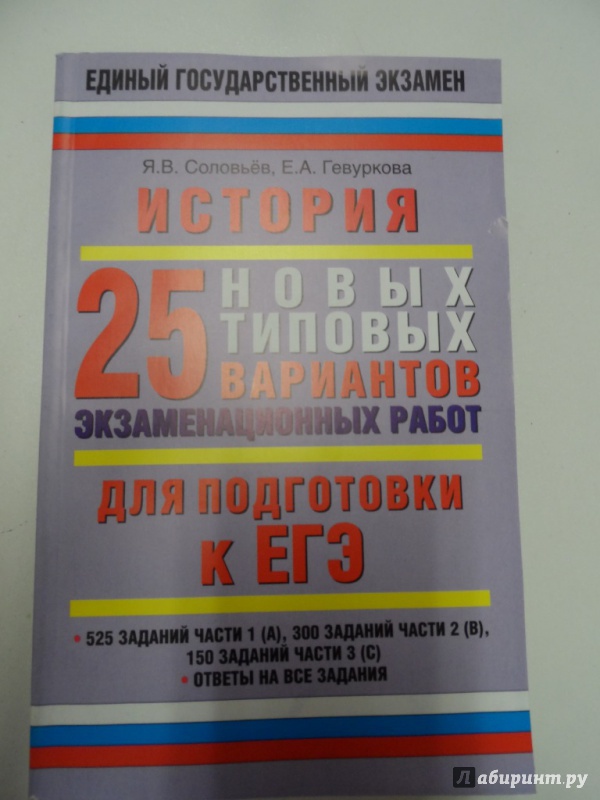 ЕДИНЫЙ ГОСУДАРСТВЕННЫЙ ЭКЗАМЕН
Я.В. Соловьёв, Е.А. Гевуркова
ИСТОРИЯ
25 НОВЫХ
ТИПОВЫХ
ВАРИАНТОВ
ЭКЗАМЕНАЦИОННЫХ РАБОТ
ДЛЯ ПОДГОТОВКИ
К ЕГЭ
• 525 ЗАДАНИЙ ЧАСТИ 1 (А), 300 ЗАДАНИЙ ЧАСТИ 2 (В),
150 ЗАДАНИЙ ЧАСТИ 3 (С)
• ОТВЕТЫ НА ВСЕ ЗАДАНИЯ
Лабиринт.ру